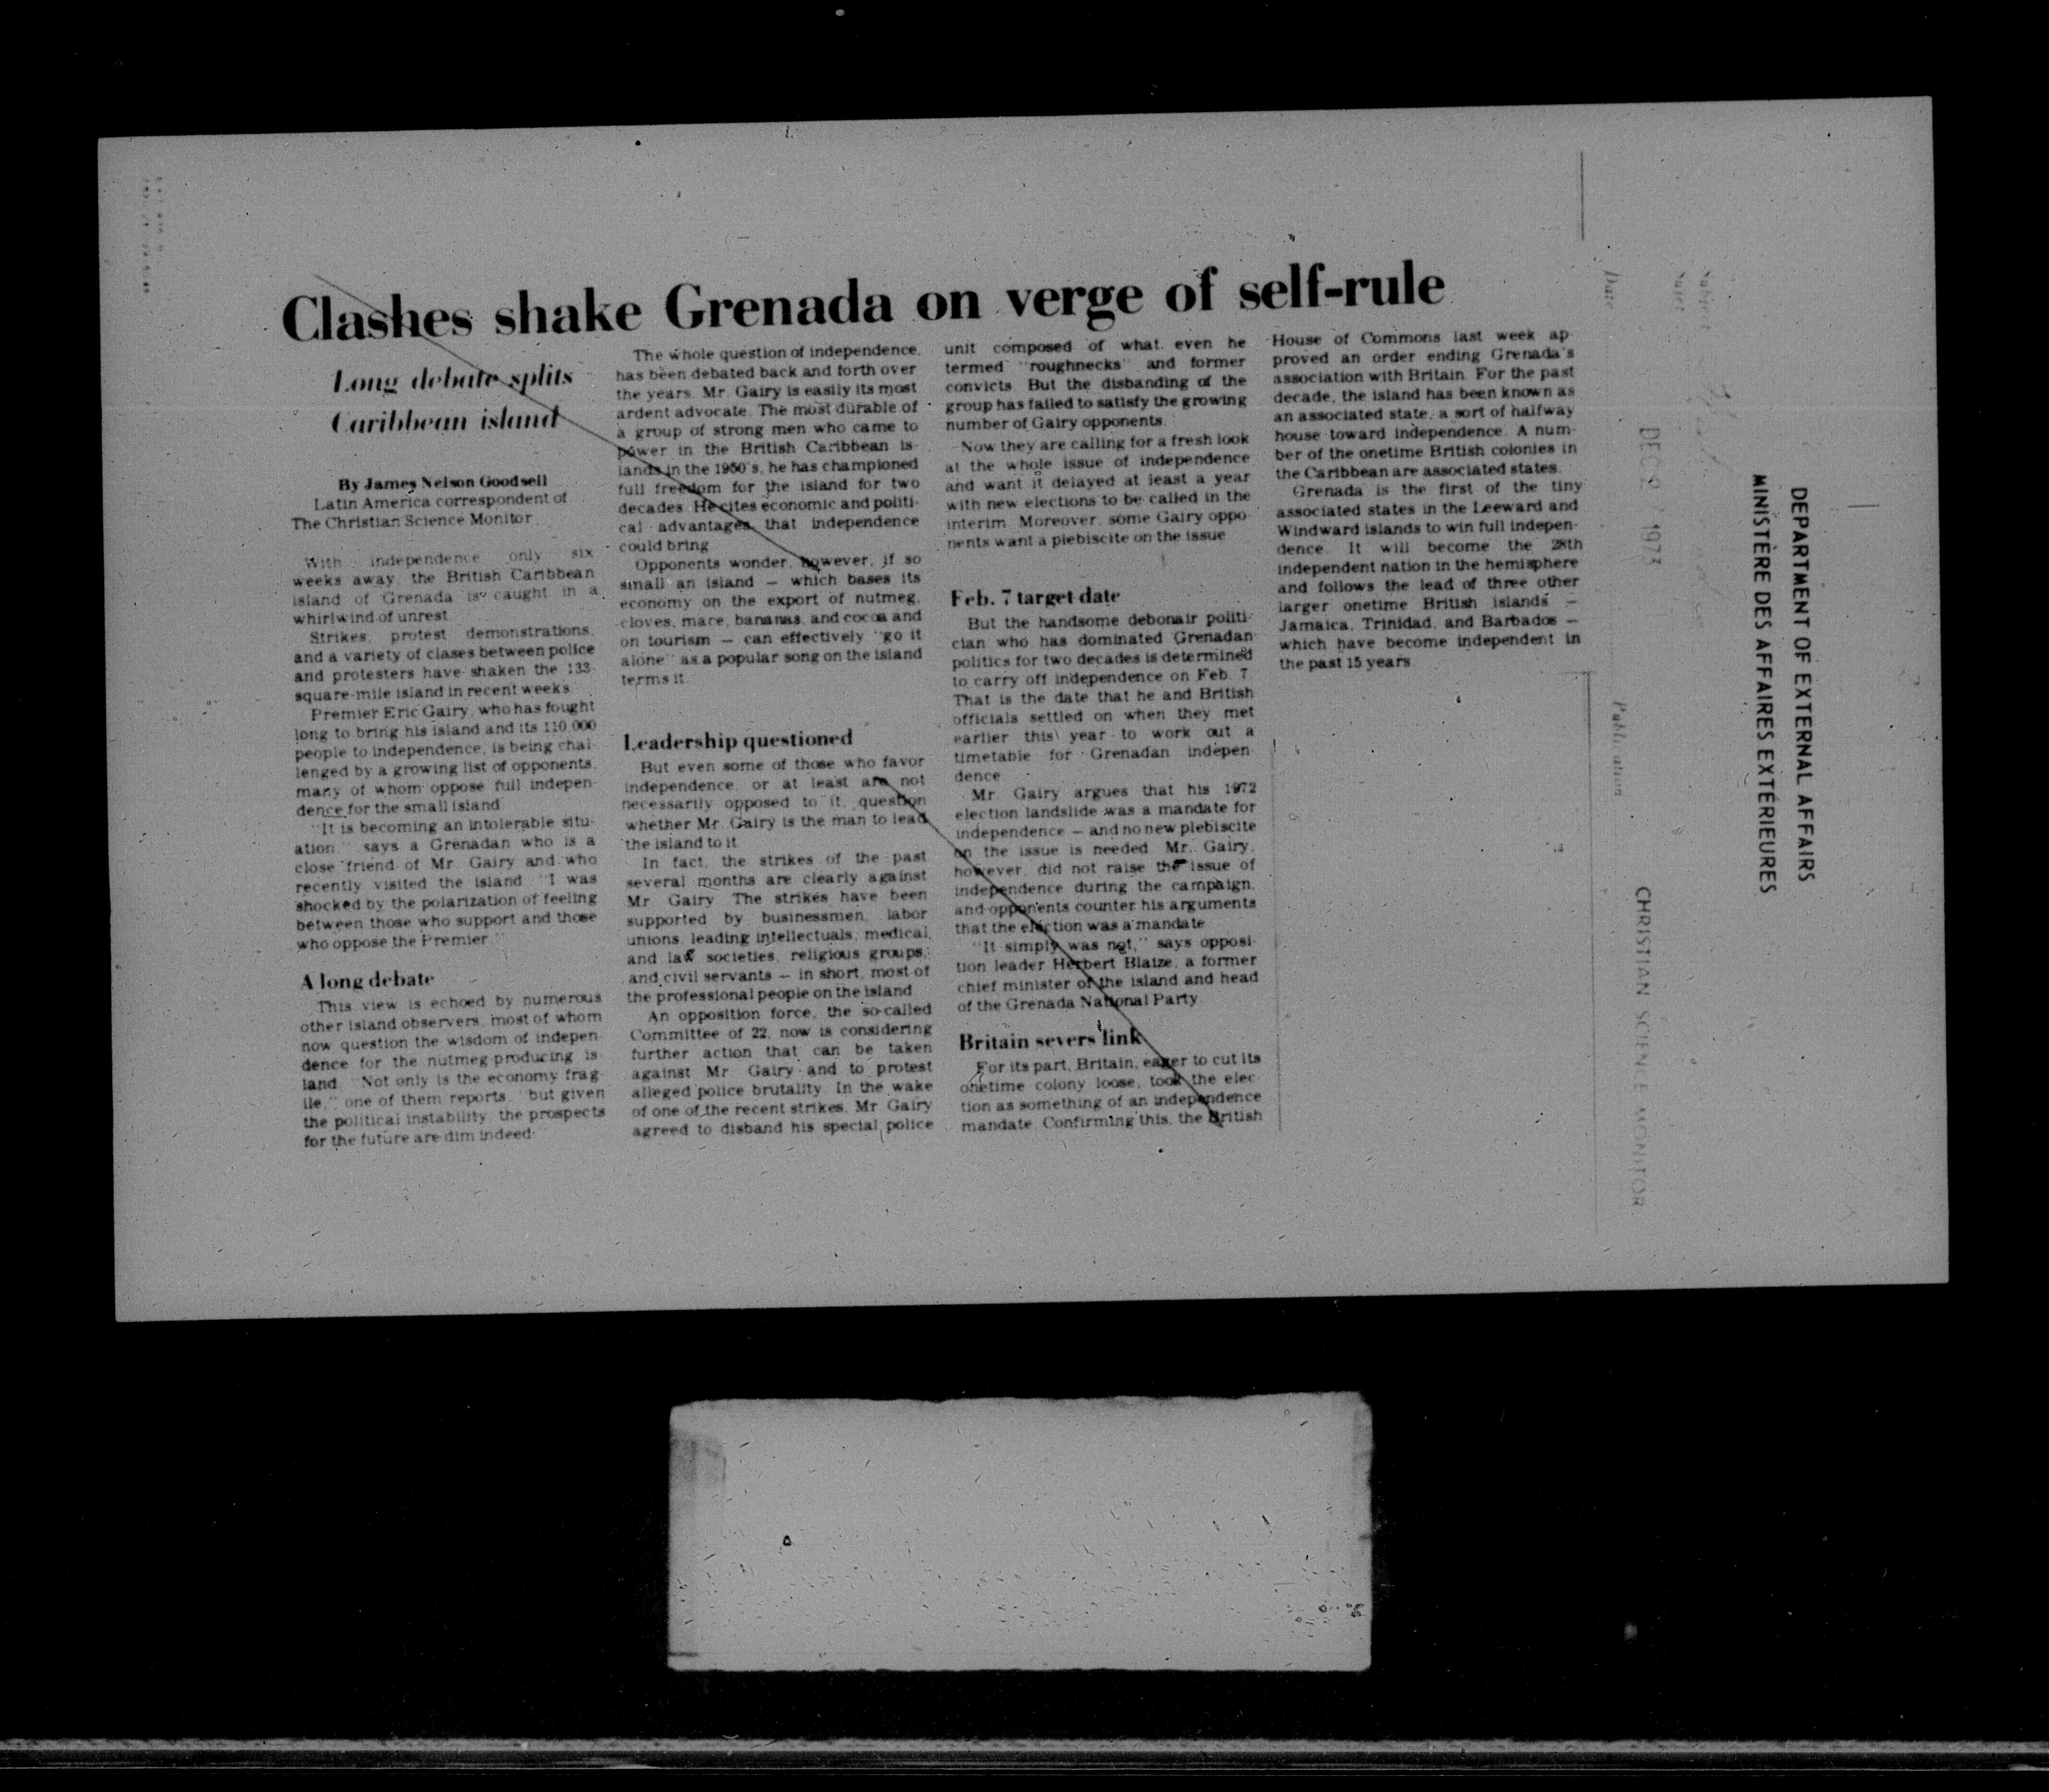 Clashes shake Grenada on verge of self-rule
Long debate splits
Caribbean island
By James Nelson Goodsell
Latin America correspondent of
The Christian Science Monitor
With independence only six
weeks away, the British Caribbean
island of Grenada is caught in a
whirlwind of unrest.
Strikes, protest demonstrations,
and a variety of clases between police
and protesters have shaken the 133-
square-mile island in recent weeks.
Premier Eric Gairy, who has fought
long to bring his island and its 110,000
people to independence, is being chal-
lenged by a growing list of opponents,
many of whom oppose full indepen-
dence for the small island.
"It is becoming an intolerable situ-
ation," says a Grenadan who is a
close friend of Mr. Gairy and who
recently visited the island. "I was
shocked by the polarization of feeling
between those who support and those
who oppose the Premier."
A long debate
This view is echoed by numerous
other island observers, most of whom
now question the wisdom of indepen-
dence for the nutmeg-producing is-
land. "Not only is the economy frag-
ile," one of them reports, "but given
the political instability, the prospects
for the future are dim indeed."
The whole question of independence,
has been debated back and forth over
the years. Mr. Gairy is easily its most
ardent advocate. The most durable of
a group of strong men who came to
power in the British Caribbean is-
lands in the 1950's, he has championed
full freedom for the island for two
decades. He cites economic and politi-
cal advantages that independence
could bring.
Opponents wonder, however, if so
small an island — which bases its
economy on the export of nutmeg,
cloves, mace, bananas, and cocoa and
on tourism — can effectively "go it
alone" as a popular song on the island
terms it.
Leadership questioned
But even some of those who favor
independence, or at least are not
necessarily opposed to it, question
whether Mr. Gairy is the man to lead
the island to it.
In fact, the strikes of the past
several months are clearly against
Mr. Gairy. The strikes have been
supported by businessmen, labor
unions, leading intellectuals, medical,
and law societies, religious groups,
and civil servants — in short, most of
the professional people on the island.
An opposition force, the so-called
Committee of 22, now is considering
further action that can be taken
against Mr. Gairy and to protest
alleged police brutality. In the wake
of one of the recent strikes, Mr. Gairy
agreed to disband his special police
unit composed of what even he
termed "roughnecks" and former
convicts. But the disbanding of the
group has failed to satisfy the growing
number of Gairy opponents.
Now they are calling for a fresh look
at the whole issue of independence
and want it delayed at least a year
with new elections to be called in the
interim. Moreover, some Gairy oppo-
nents want a plebiscite on the issue.
Feb. 7 target date
But the handsome debonair politi-
cian who has dominated Grenadan
politics for two decades is determined
to carry off independence on Feb. 7.
That is the date that he and British
officials settled on when they met
earlier this year to work out a
timetable for Grenadan indepen-
dence.
Mr. Gairy argues that his 1972
election landslide was a mandate for
independence — and no new plebiscite
on the issue is needed. Mr. Gairy,
however, did not raise the issue of
independence during the campaign,
and opponents counter his arguments
that the election was a mandate.
"It simply was not," says opposi-
tion leader Herbert Blaize, a former
chief minister of the island and head
of the Grenada National Party.
Britain severs link
For its part, Britain, eager to cut its
onetime colony loose, took the elec-
tion as something of an independence
mandate. Confirming this, the British
House of Commons last week ap-
proved an order ending Grenada's
association with Britain. For the past
decade, the island has been known as
an associated state, a sort of halfway
house toward independence. A num-
ber of the onetime British colonies in
the Caribbean are associated states.
Grenada is the first of the tiny
associated states in the Leeward and
Windward islands to win full indepen-
dence. It will become the 28th
independent nation in the hemisphere
and follows the lead of three other
larger onetime British islands —
Jamaica, Trinidad, and Barbados —
which have become independent in
the past 15 years.
DEPARTMENT OF EXTERNAL AFFAIRS
MINISTÈRE DES AFFAIRES EXTÉRIEURES
Subject
Sujet
Date
DEC 1973
Publication
CHRISTIAN SCIENCE MONITOR